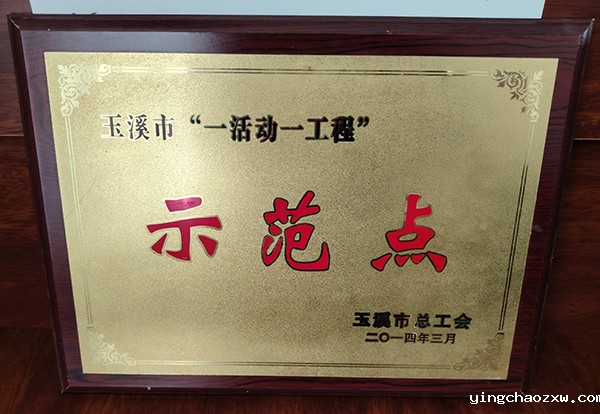 玉溪市“一活动一工程”
示范点
玉溪市总工会
二〇一四年三月
yingchaozxw.com